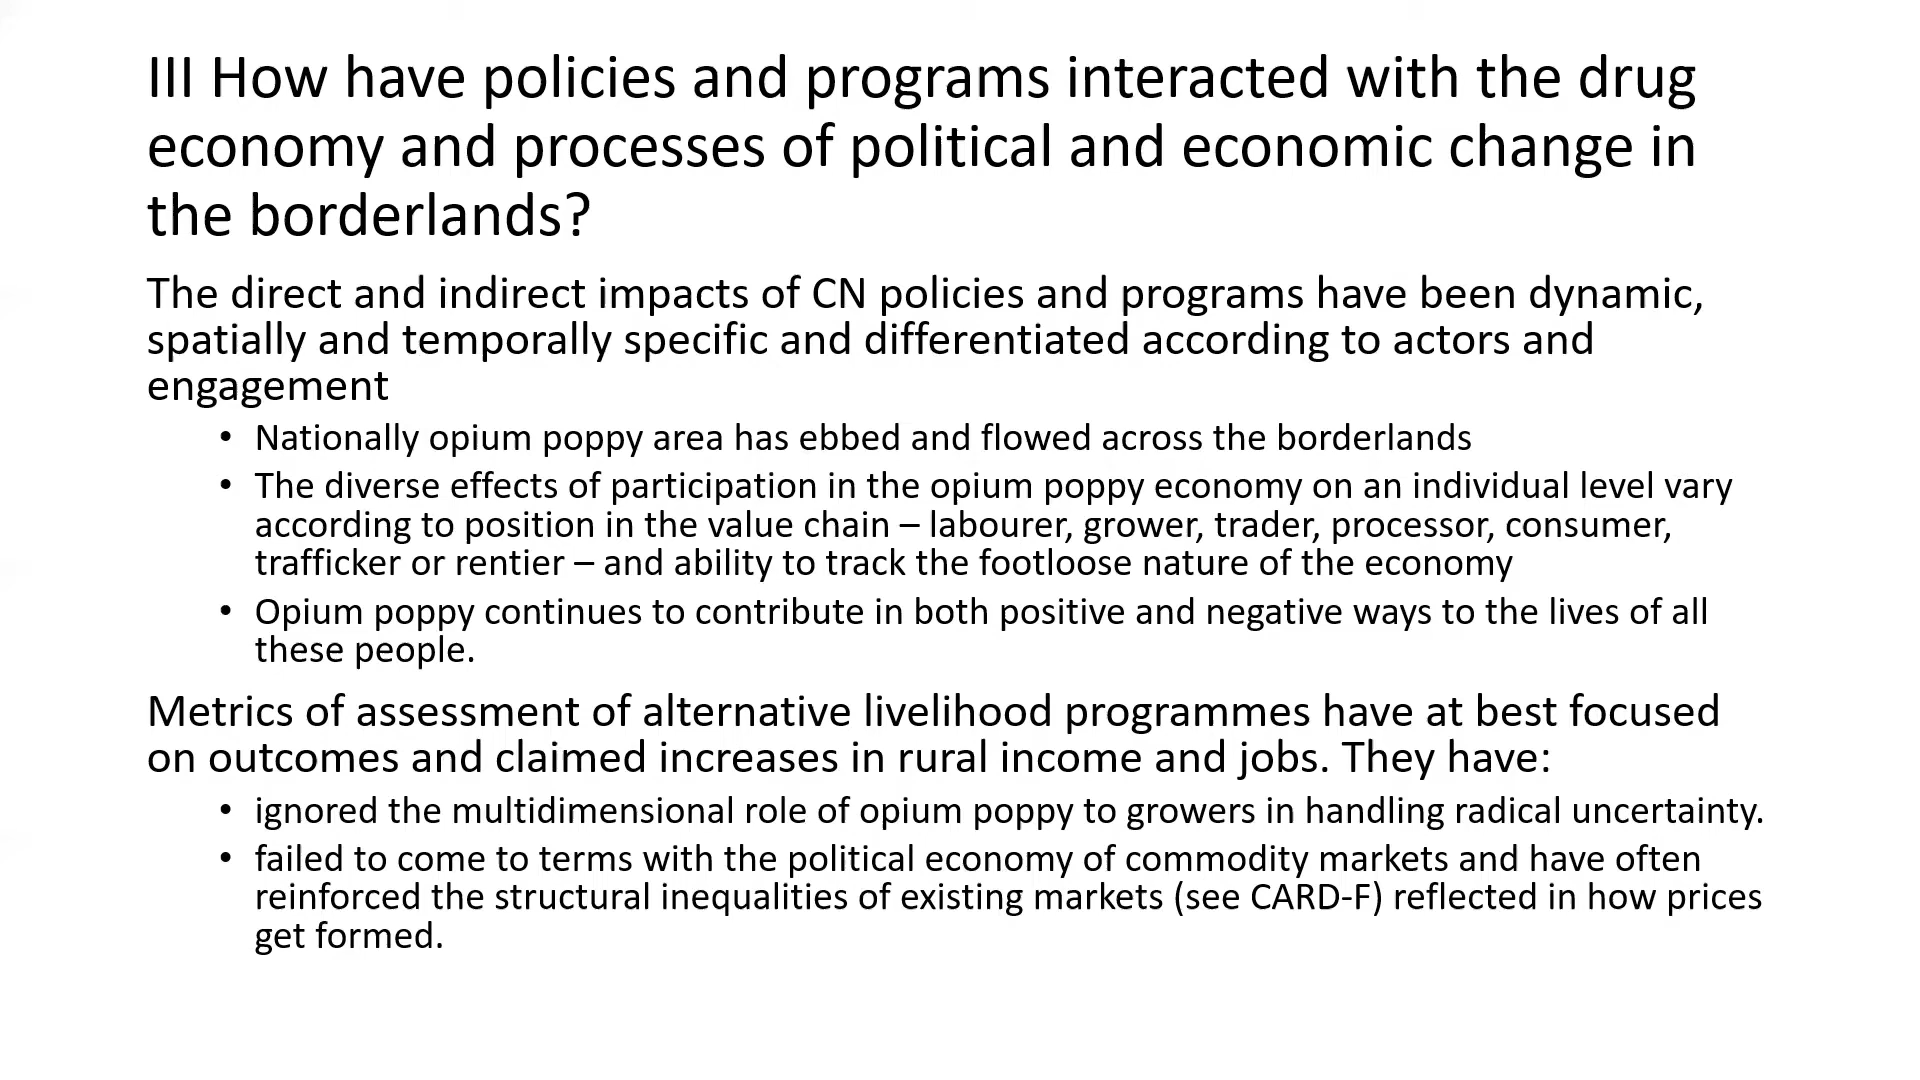 III How have policies and programs interacted with the drug
economy and processes of political and economic change in
the borderlands?
The direct and indirect impacts of CN policies and programs have been dynamic,
spatially and temporally specific and differentiated according to actors and
engagement
• Nationally opium poppy area has ebbed and flowed across the borderlands
• The diverse effects of participation in the opium poppy economy on an individual level vary
according to position in the value chain – labourer, grower, trader, processor, consumer,
trafficker or rentier – and ability to track the footloose nature of the economy
• Opium poppy continues to contribute in both positive and negative ways to the lives of all
these people.
Metrics of assessment of alternative livelihood programmes have at best focused
on outcomes and claimed increases in rural income and jobs. They have:
• ignored the multidimensional role of opium poppy to growers in handling radical uncertainty.
• failed to come to terms with the political economy of commodity markets and have often
reinforced the structural inequalities of existing markets (see CARD-F) reflected in how prices
get formed.